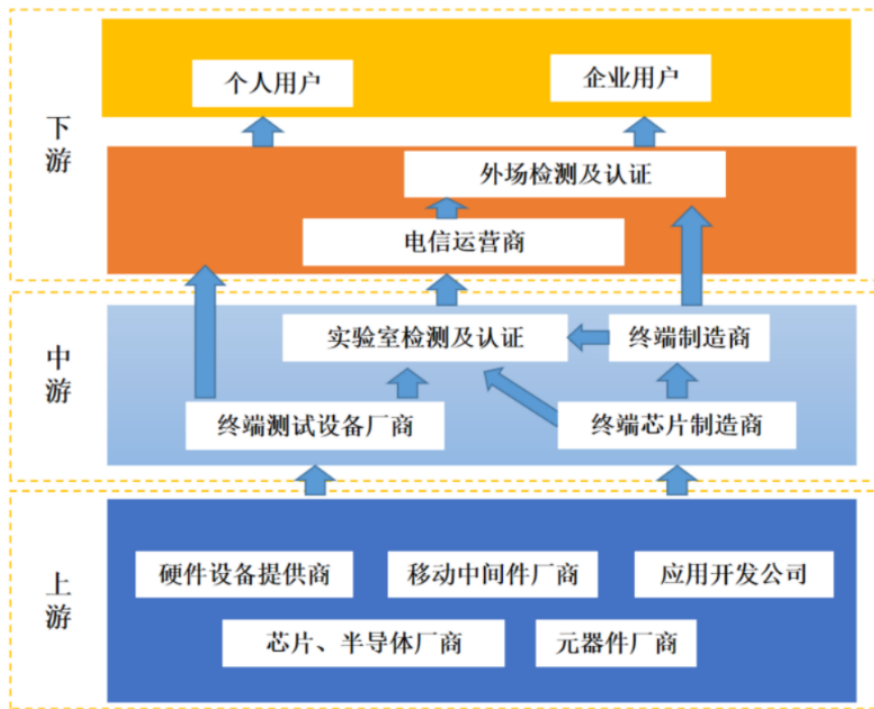 下游
个人用户
企业用户
外场检测及认证
电信运营商
中游
实验室检测及认证
终端制造商
终端测试设备厂商
终端芯片制造商
上游
硬件设备提供商
移动中间件厂商
应用开发公司
芯片、半导体厂商
元器件厂商